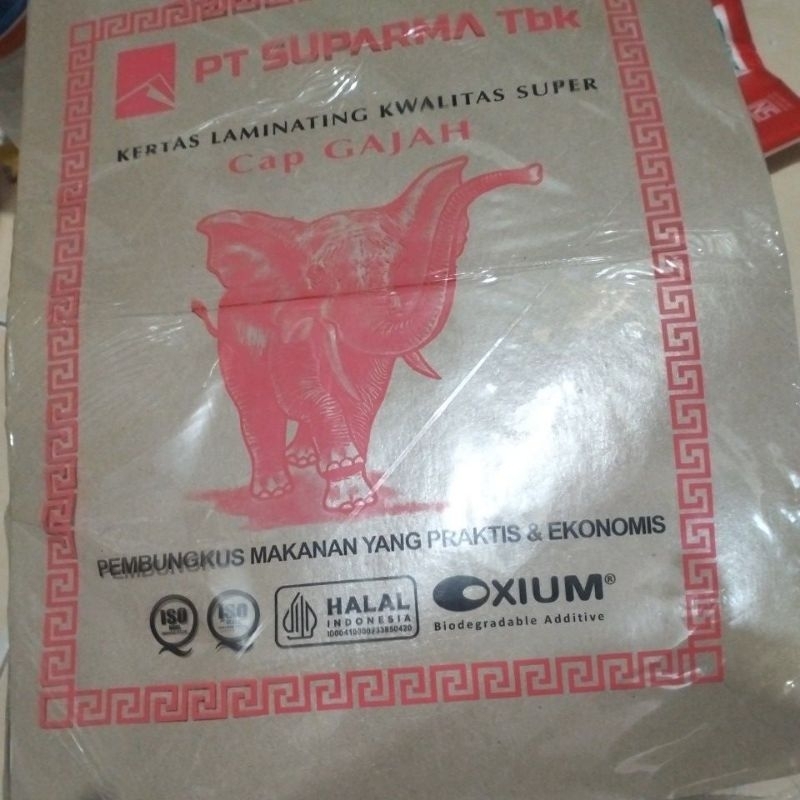 PT SUPARMA Tbk
KERTAS LAMINATING KWALITAS SUPER
Cap GAJAH
PEMBUNGKUS MAKANAN YANG PRAKTIS & EKONOMIS
ISO
ISO
HALAL
INDONESIA
OXIUM®
Biodegradable Additive